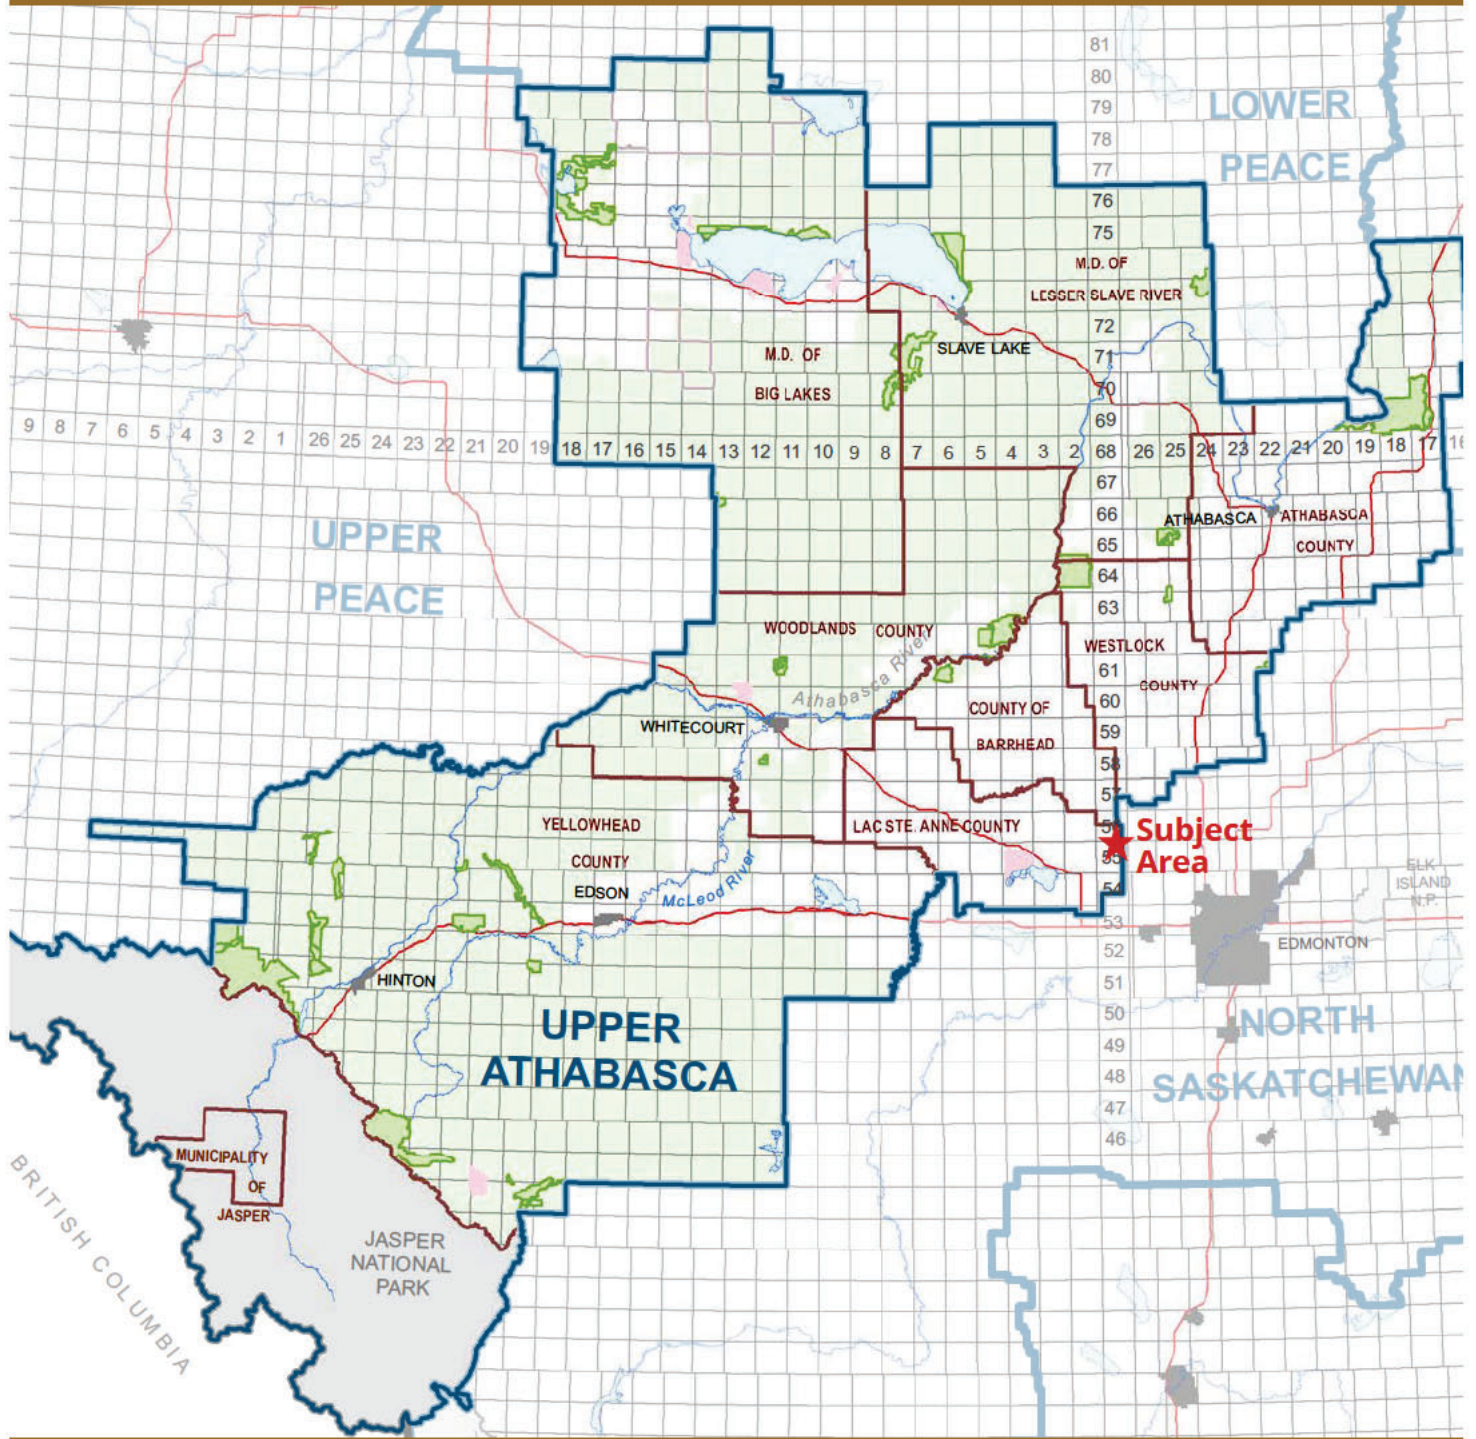 81
80
LOWER
79
78
PEACE
77
76
75
M.D. OF
LESSER SLAVE RIVER
72
SLAVE LAKE
71
M.D. OF
BIG LAKES
70
69
9 8 7 6 5 4 3 2 1 26 25 24 23 22 21 20 19 18 17 16 15 14 13 12 11 10 9 8 7 6 5 4 3 2 68 26 25 24 23 22 21 20 19 18 17 16
67
66
ATHABASCA
ATHABASCA
COUNTY
65
UPPER
PEACE
64
63
WOODLANDS COUNTY
WESTLOCK
COUNTY
61
60
Athabasca River
COUNTY OF
BARRHEAD
WHITECOURT
59
58
57
YELLOWHEAD
COUNTY
LAC STE. ANNE COUNTY
56
Subject
Area
55
54
EDSON
McLeod River
ELK
ISLAND
N.P.
53
EDMONTON
52
51
HINTON
50
UPPER
ATHABASCA
NORTH
SASKATCHEWAN
49
48
47
46
MUNICIPALITY
OF
JASPER
JASPER
NATIONAL
PARK
BRITISH COLUMBIA